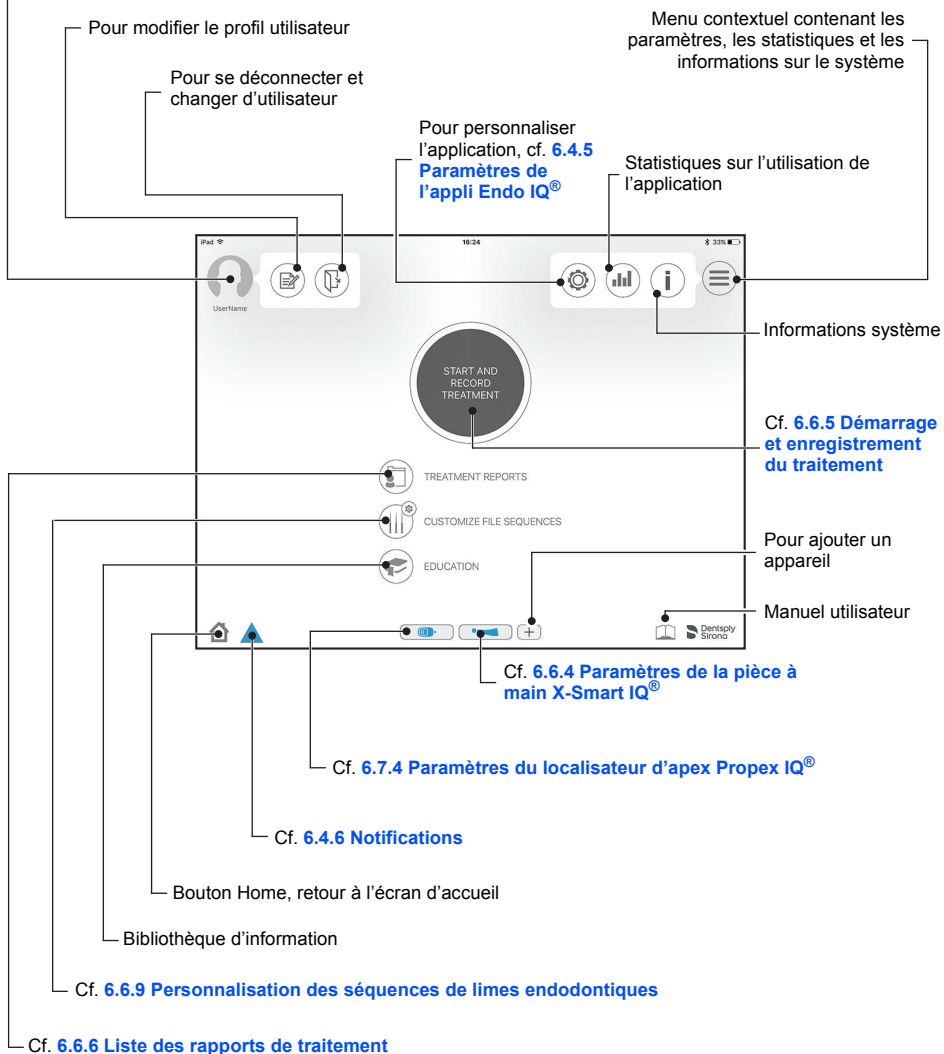 Pour modifier le profil utilisateur
Menu contextuel contenant les
paramètres, les statistiques et les
informations sur le système
Pour se déconnecter et
changer d'utilisateur
Pour personnaliser
l'application, cf. 6.4.5
Paramètres de
l'appli Endo IQ®
Statistiques sur l'utilisation de
l'application
iPad
16:24
33%
UserName
Informations système
START AND
RECORD
TREATMENT
Cf. 6.6.5 Démarrage
et enregistrement
du traitement
TREATMENT REPORTS
CUSTOMIZE FILE SEQUENCES
EDUCATION
Pour ajouter un
appareil
Manuel utilisateur
Dentsply
Sirona
Cf. 6.6.4 Paramètres de la pièce à
main X-Smart IQ®
Cf. 6.7.4 Paramètres du localisateur d'apex Propex IQ®
Cf. 6.4.6 Notifications
Bouton Home, retour à l'écran d'accueil
Bibliothèque d'information
Cf. 6.6.9 Personnalisation des séquences de limes endodontiques
Cf. 6.6.6 Liste des rapports de traitement